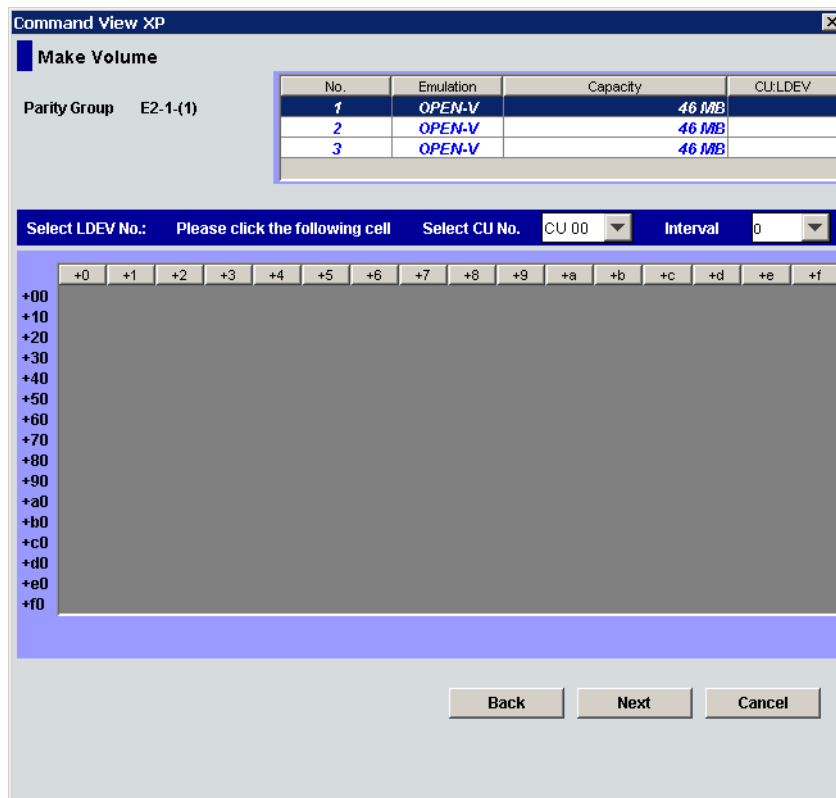 Command View XP
Make Volume
Parity Group E2-1-(1)
No. Emulation Capacity CU:LDEV
1 OPEN-V 46 MB
2 OPEN-V 46 MB
3 OPEN-V 46 MB
Select LDEV No.: Please click the following cell Select CU No. CU 00 Interval 0
+0 +1 +2 +3 +4 +5 +6 +7 +8 +9 +a +b +c +d +e +f
+00
+10
+20
+30
+40
+50
+60
+70
+80
+90
+a0
+b0
+c0
+d0
+e0
+f0
Back Next Cancel